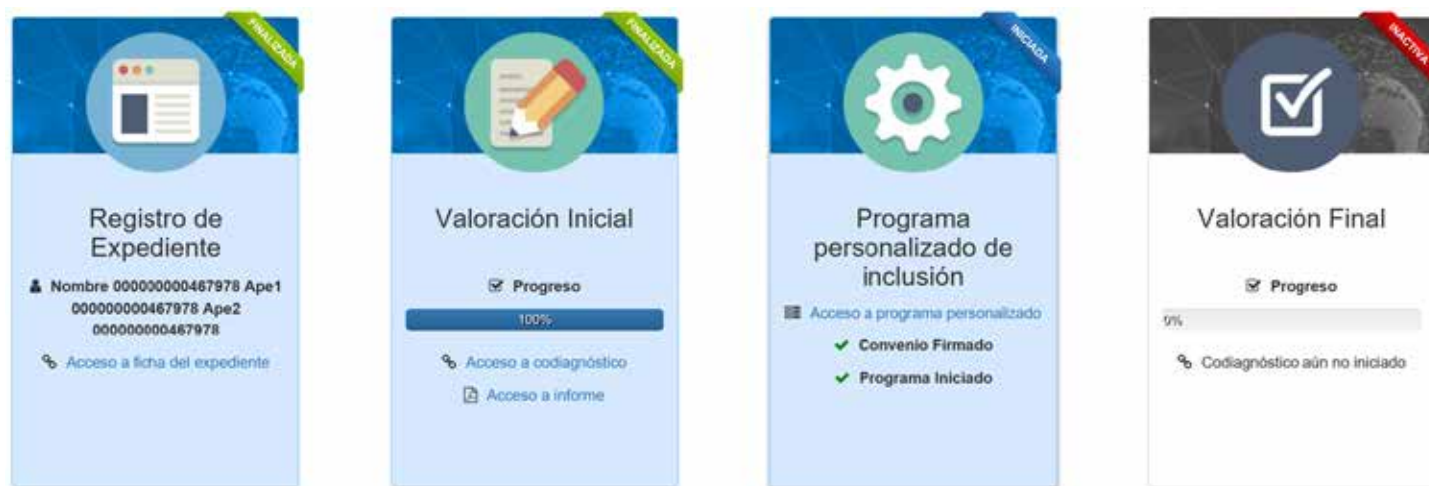 FINALIZADA
Registro de
Expediente
Nombre 000000000467978 Ape1
000000000467978 Ape2
000000000467978
Acceso a ficha del expediente
FINALIZADA
Valoración Inicial
Progreso
100%
Acceso a codiagnóstico
Acceso a informe
INICIADA
Programa
personalizado de
inclusión
Acceso a programa personalizado
Convenio Firmado
Programa Iniciado
INACTIVA
Valoración Final
Progreso
0%
Codiagnóstico aún no iniciado